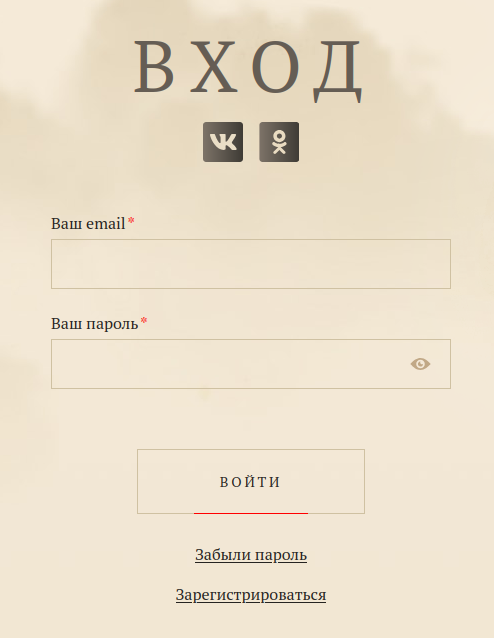 ВХОД
Ваш email*
Ваш пароль*
ВОЙТИ
Забыли пароль
Зарегистрироваться